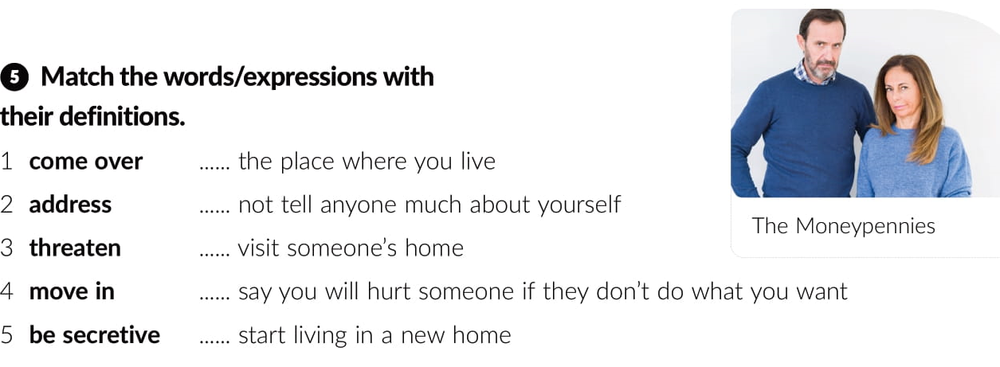 5 Match the words/expressions with
their definitions.
1 come over ...... the place where you live
2 address ...... not tell anyone much about yourself
3 threaten ...... visit someone’s home
4 move in ...... say you will hurt someone if they don’t do what you want
5 be secretive ...... start living in a new home
The Moneypennies